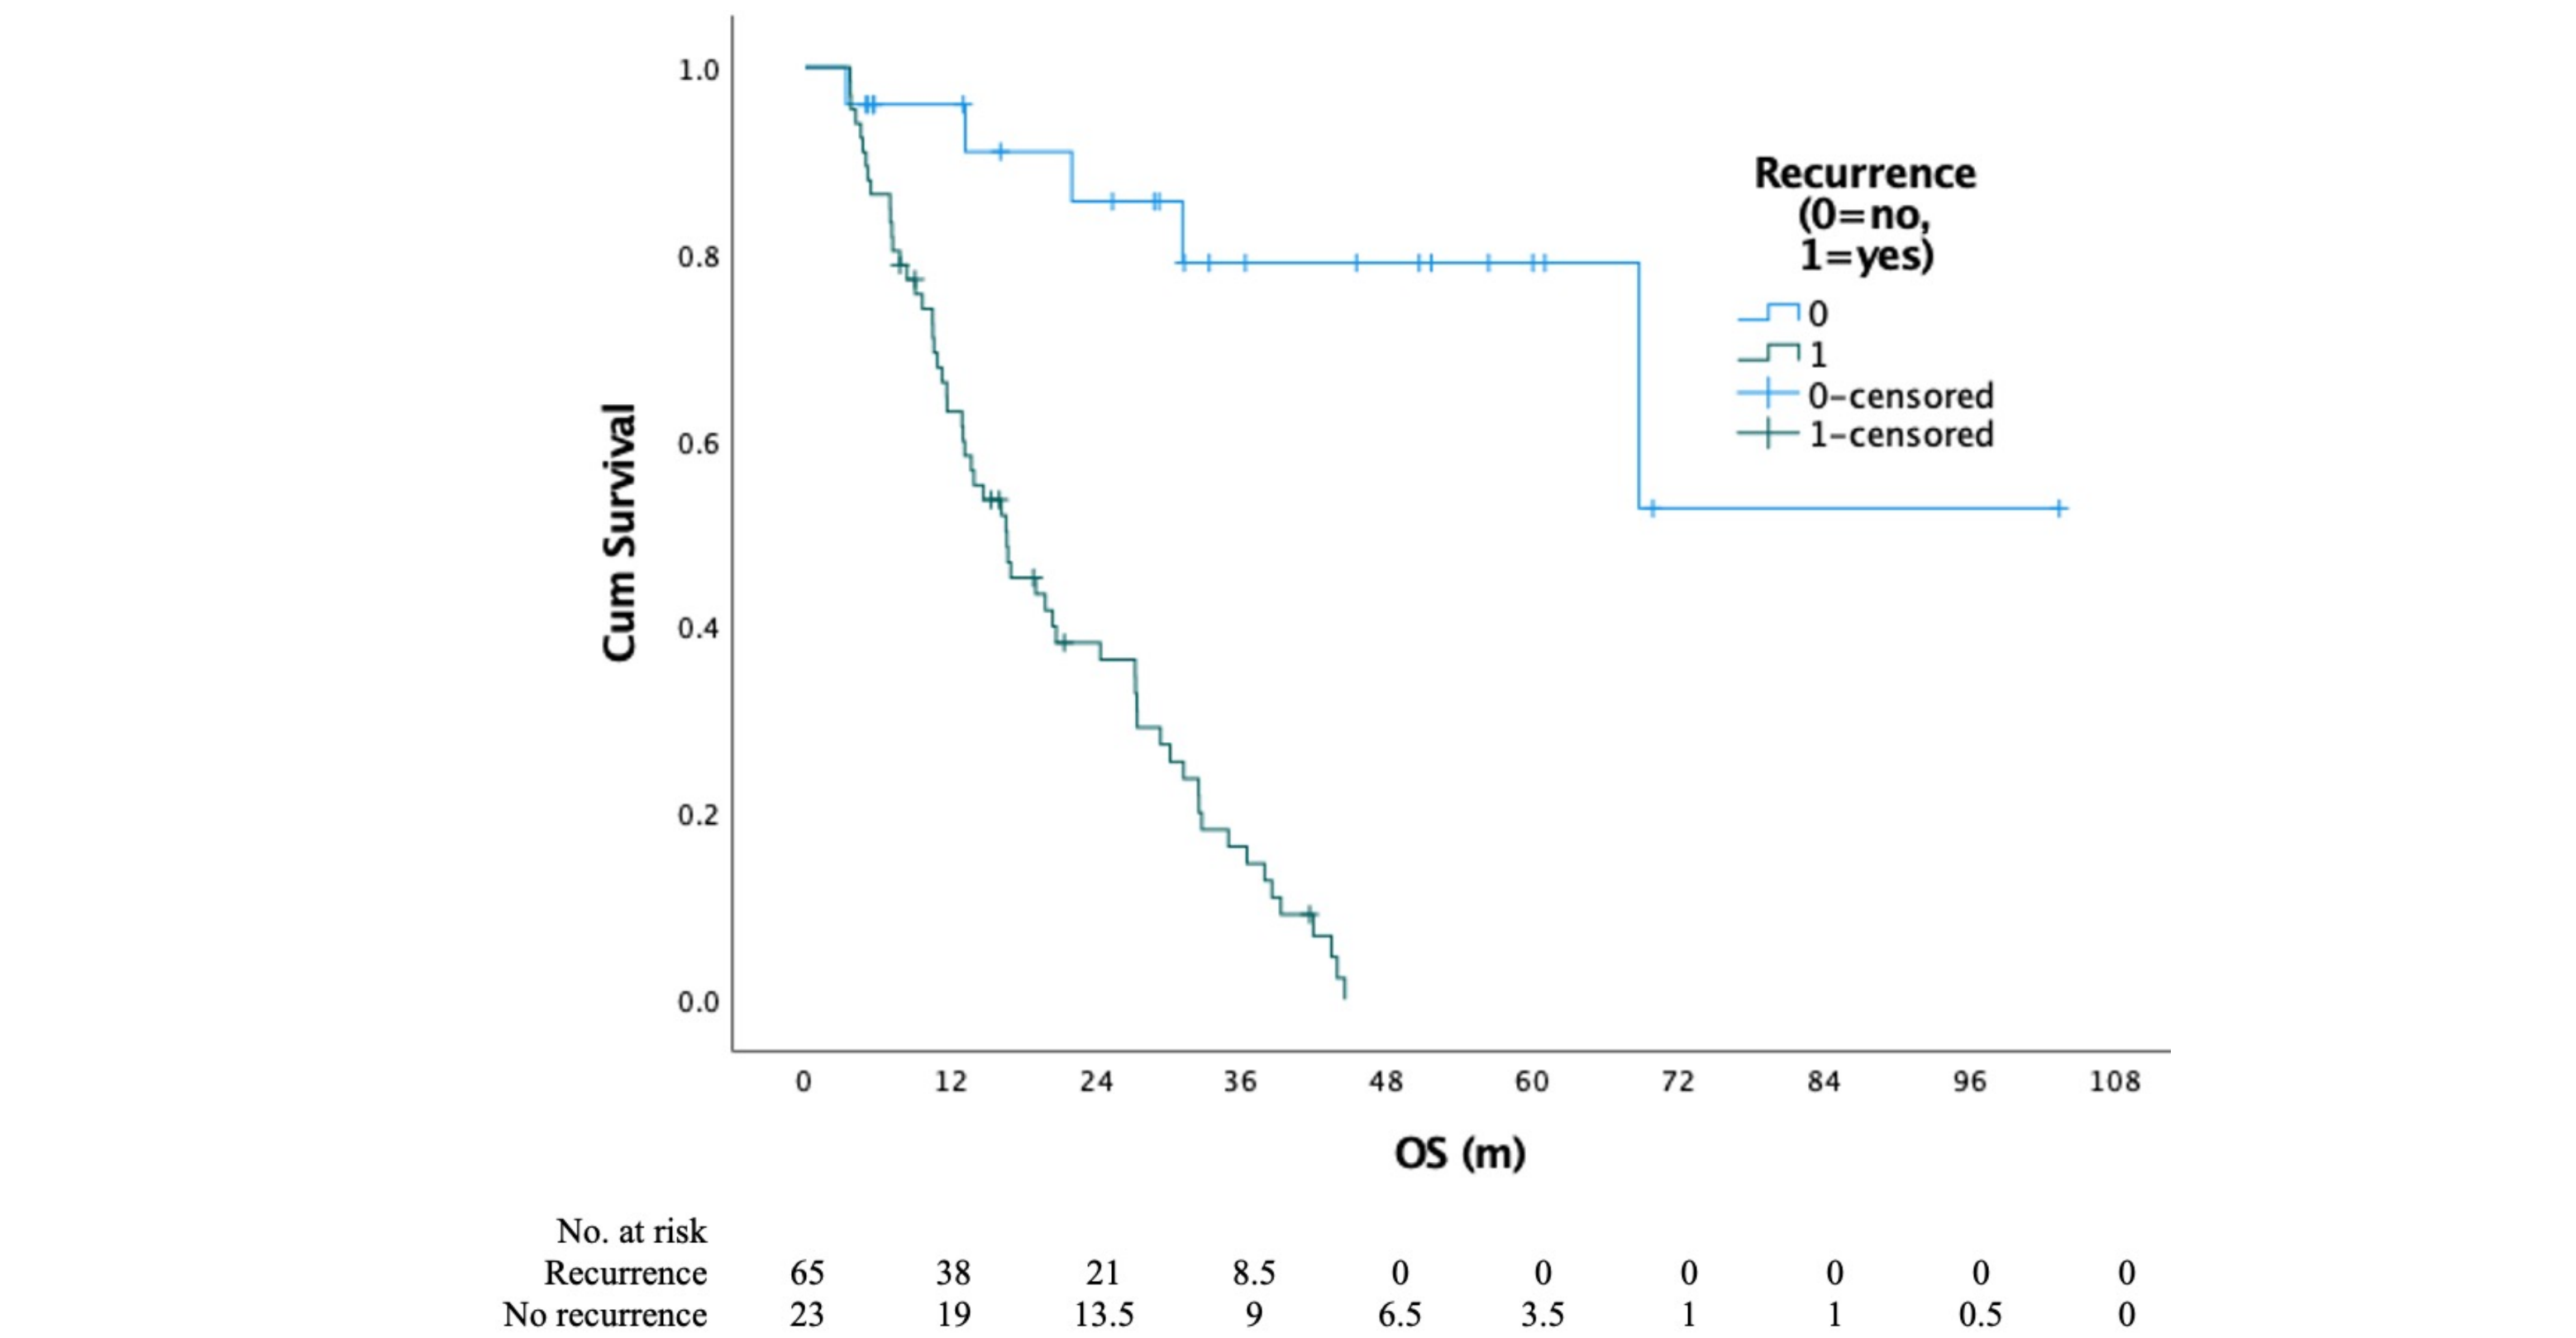 1.0
0.8
0.6
0.4
0.2
0.0
Cum Survival
Recurrence
(0=no,
1=yes)
0
1
0-censored
1-censored
0 12 24 36 48 60 72 84 96 108
OS (m)
No. at risk
Recurrence 65 38 21 8.5 0 0 0 0 0 0
No recurrence 23 19 13.5 9 6.5 3.5 1 1 0.5 0